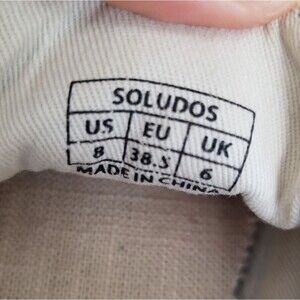 SOLUDOS
US EU UK
8 38.5 6
MADE IN CHINA